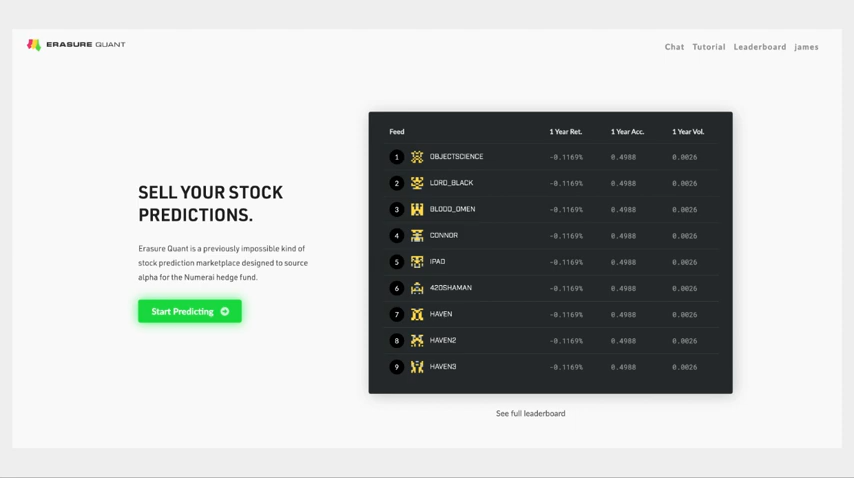 ERASURE QUANT
Chat Tutorial Leaderboard james
SELL YOUR STOCK
PREDICTIONS.
Erasure Quant is a previously impossible kind of
stock prediction marketplace designed to source
alpha for the Numerai hedge fund.
Start Predicting
Feed 1 Year Ret. 1 Year Acc. 1 Year Vol.
1 OBJECTSCIENCE -0.1169% 0.4988 0.0026
2 LORD_BLACK -0.1169% 0.4988 0.0026
3 BLOOD_OMEN -0.1169% 0.4988 0.0026
4 CONNOR -0.1169% 0.4988 0.0026
5 IPAD -0.1169% 0.4988 0.0026
6 420SHAMAN -0.1169% 0.4988 0.0026
7 HAVEN -0.1169% 0.4988 0.0026
8 HAVEN2 -0.1169% 0.4988 0.0026
9 HAVEN3 -0.1169% 0.4988 0.0026
See full leaderboard